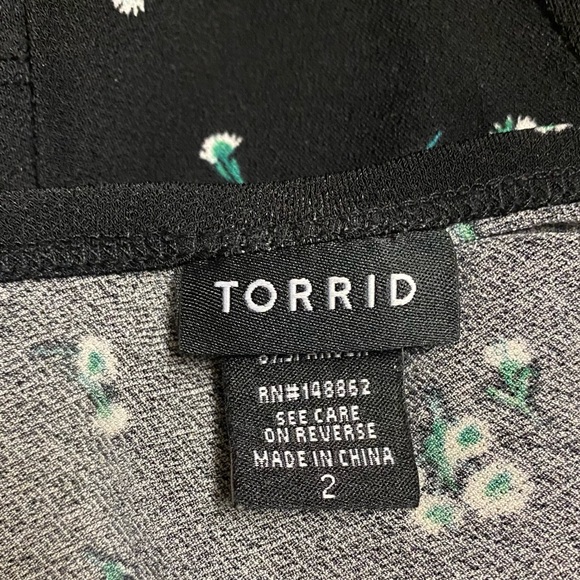 TORRID
RN#148862
SEE CARE
ON REVERSE
MADE IN CHINA
2